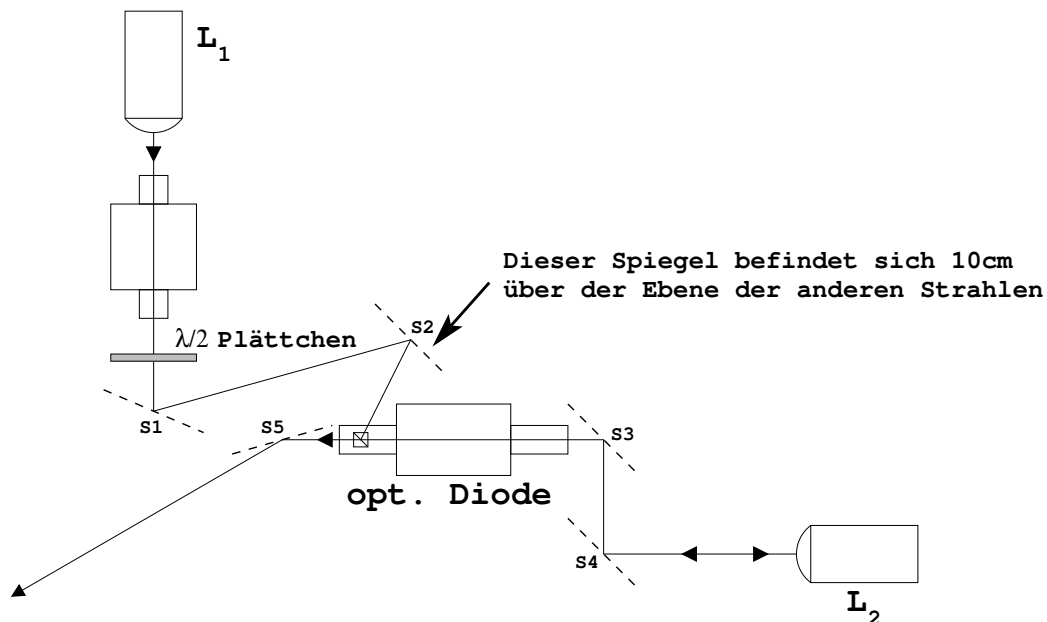 L₁
Dieser Spiegel befindet sich 10cm
über der Ebene der anderen Strahlen
S2
λ/2 Plättchen
S1
S5
S3
opt. Diode
S4
L₂